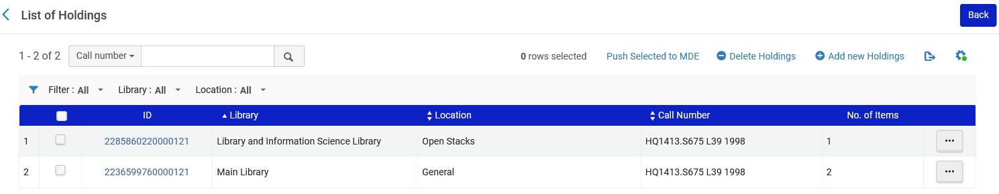 List of Holdings
Back
1 - 2 of 2 Call number 0 rows selected Push Selected to MDE Delete Holdings Add new Holdings
Filter : All Library : All Location : All
ID Library Location Call Number No. of Items
1 2285860220000121 Library and Information Science Library Open Stacks HQ1413.S675 L39 1998 1 ...
2 2236599760000121 Main Library General HQ1413.S675 L39 1998 2 ...